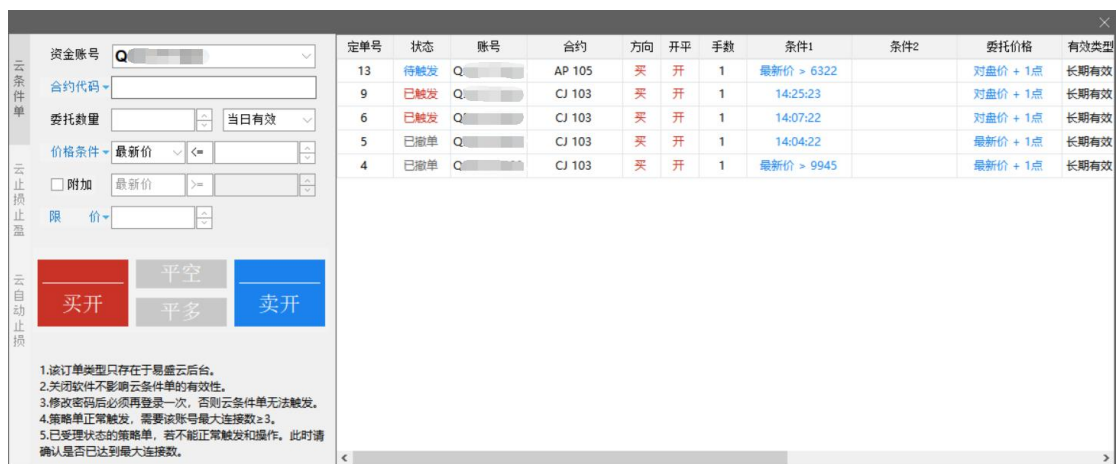 云条件单
云止损止盈
云自动止损
资金账号 Q
合约代码
委托数量 当日有效
价格条件 最新价 <=
附加 最新价 >=
限 价
买开
平空
平多
卖开
1.该订单类型只存在于易盛云后台。
2.关闭软件不影响云条件单的有效性。
3.修改密码后必须再登录一次，否则云条件单无法触发。
4.策略单正常触发，需要该账号最大连接数≥3。
5.已受理状态的策略单，若不能正常触发和操作。此时请
确认是否已达到最大连接数。
定单号 状态 账号 合约 方向 开平 手数 条件1 条件2 委托价格 有效类型
13 待触发 Q AP 105 买 开 1 最新价 > 6322 对盘价 + 1点 长期有效
9 已触发 Q CJ 103 买 开 1 14:25:23 对盘价 + 1点 长期有效
6 已触发 Q CJ 103 买 开 1 14:07:22 对盘价 + 1点 长期有效
5 已撤单 Q CJ 103 买 开 1 14:04:22 最新价 + 1点 长期有效
4 已撤单 Q CJ 103 买 开 1 最新价 > 9945 最新价 + 1点 长期有效